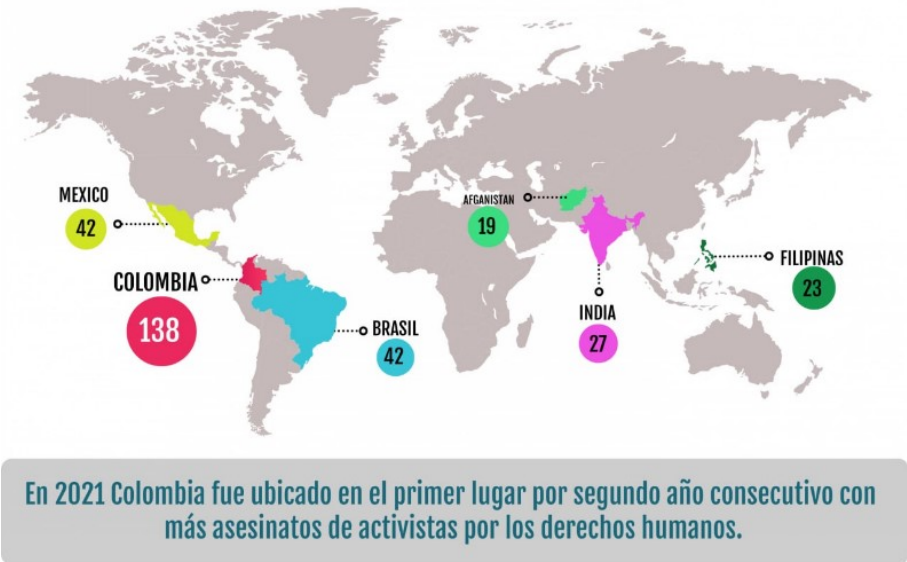 MEXICO
42
AFGANISTAN
19
COLOMBIA
138
BRASIL
42
INDIA
27
FILIPINAS
23
En 2021 Colombia fue ubicado en el primer lugar por segundo año consecutivo con
más asesinatos de activistas por los derechos humanos.